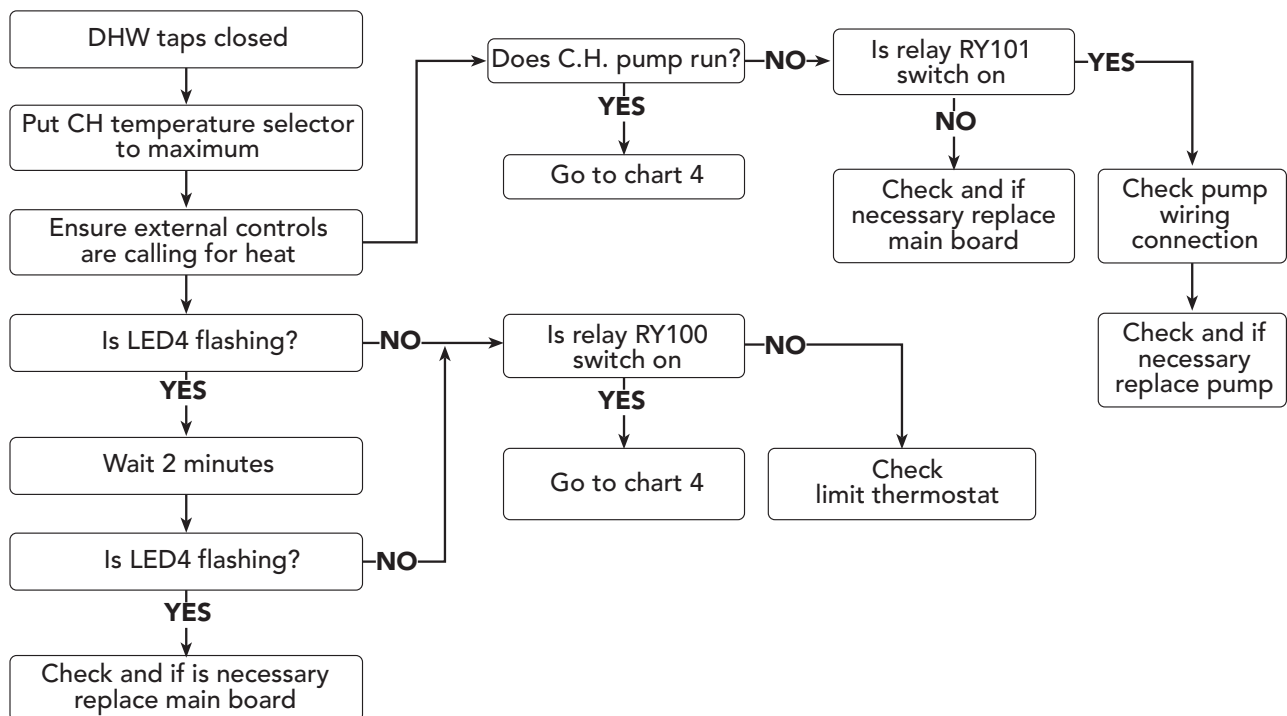 DHW taps closed
Put CH temperature selector
to maximum
Ensure external controls
are calling for heat
Is LED4 flashing?
NO
YES
Wait 2 minutes
Is LED4 flashing?
NO
YES
Check and if is necessary
replace main board
Does C.H. pump run?
NO
YES
Go to chart 4
Is relay RY101
switch on
YES
NO
Check and if
necessary replace
main board
Check pump
wiring
connection
Check and if
necessary
replace pump
Is relay RY100
switch on
NO
YES
Go to chart 4
Check
limit thermostat